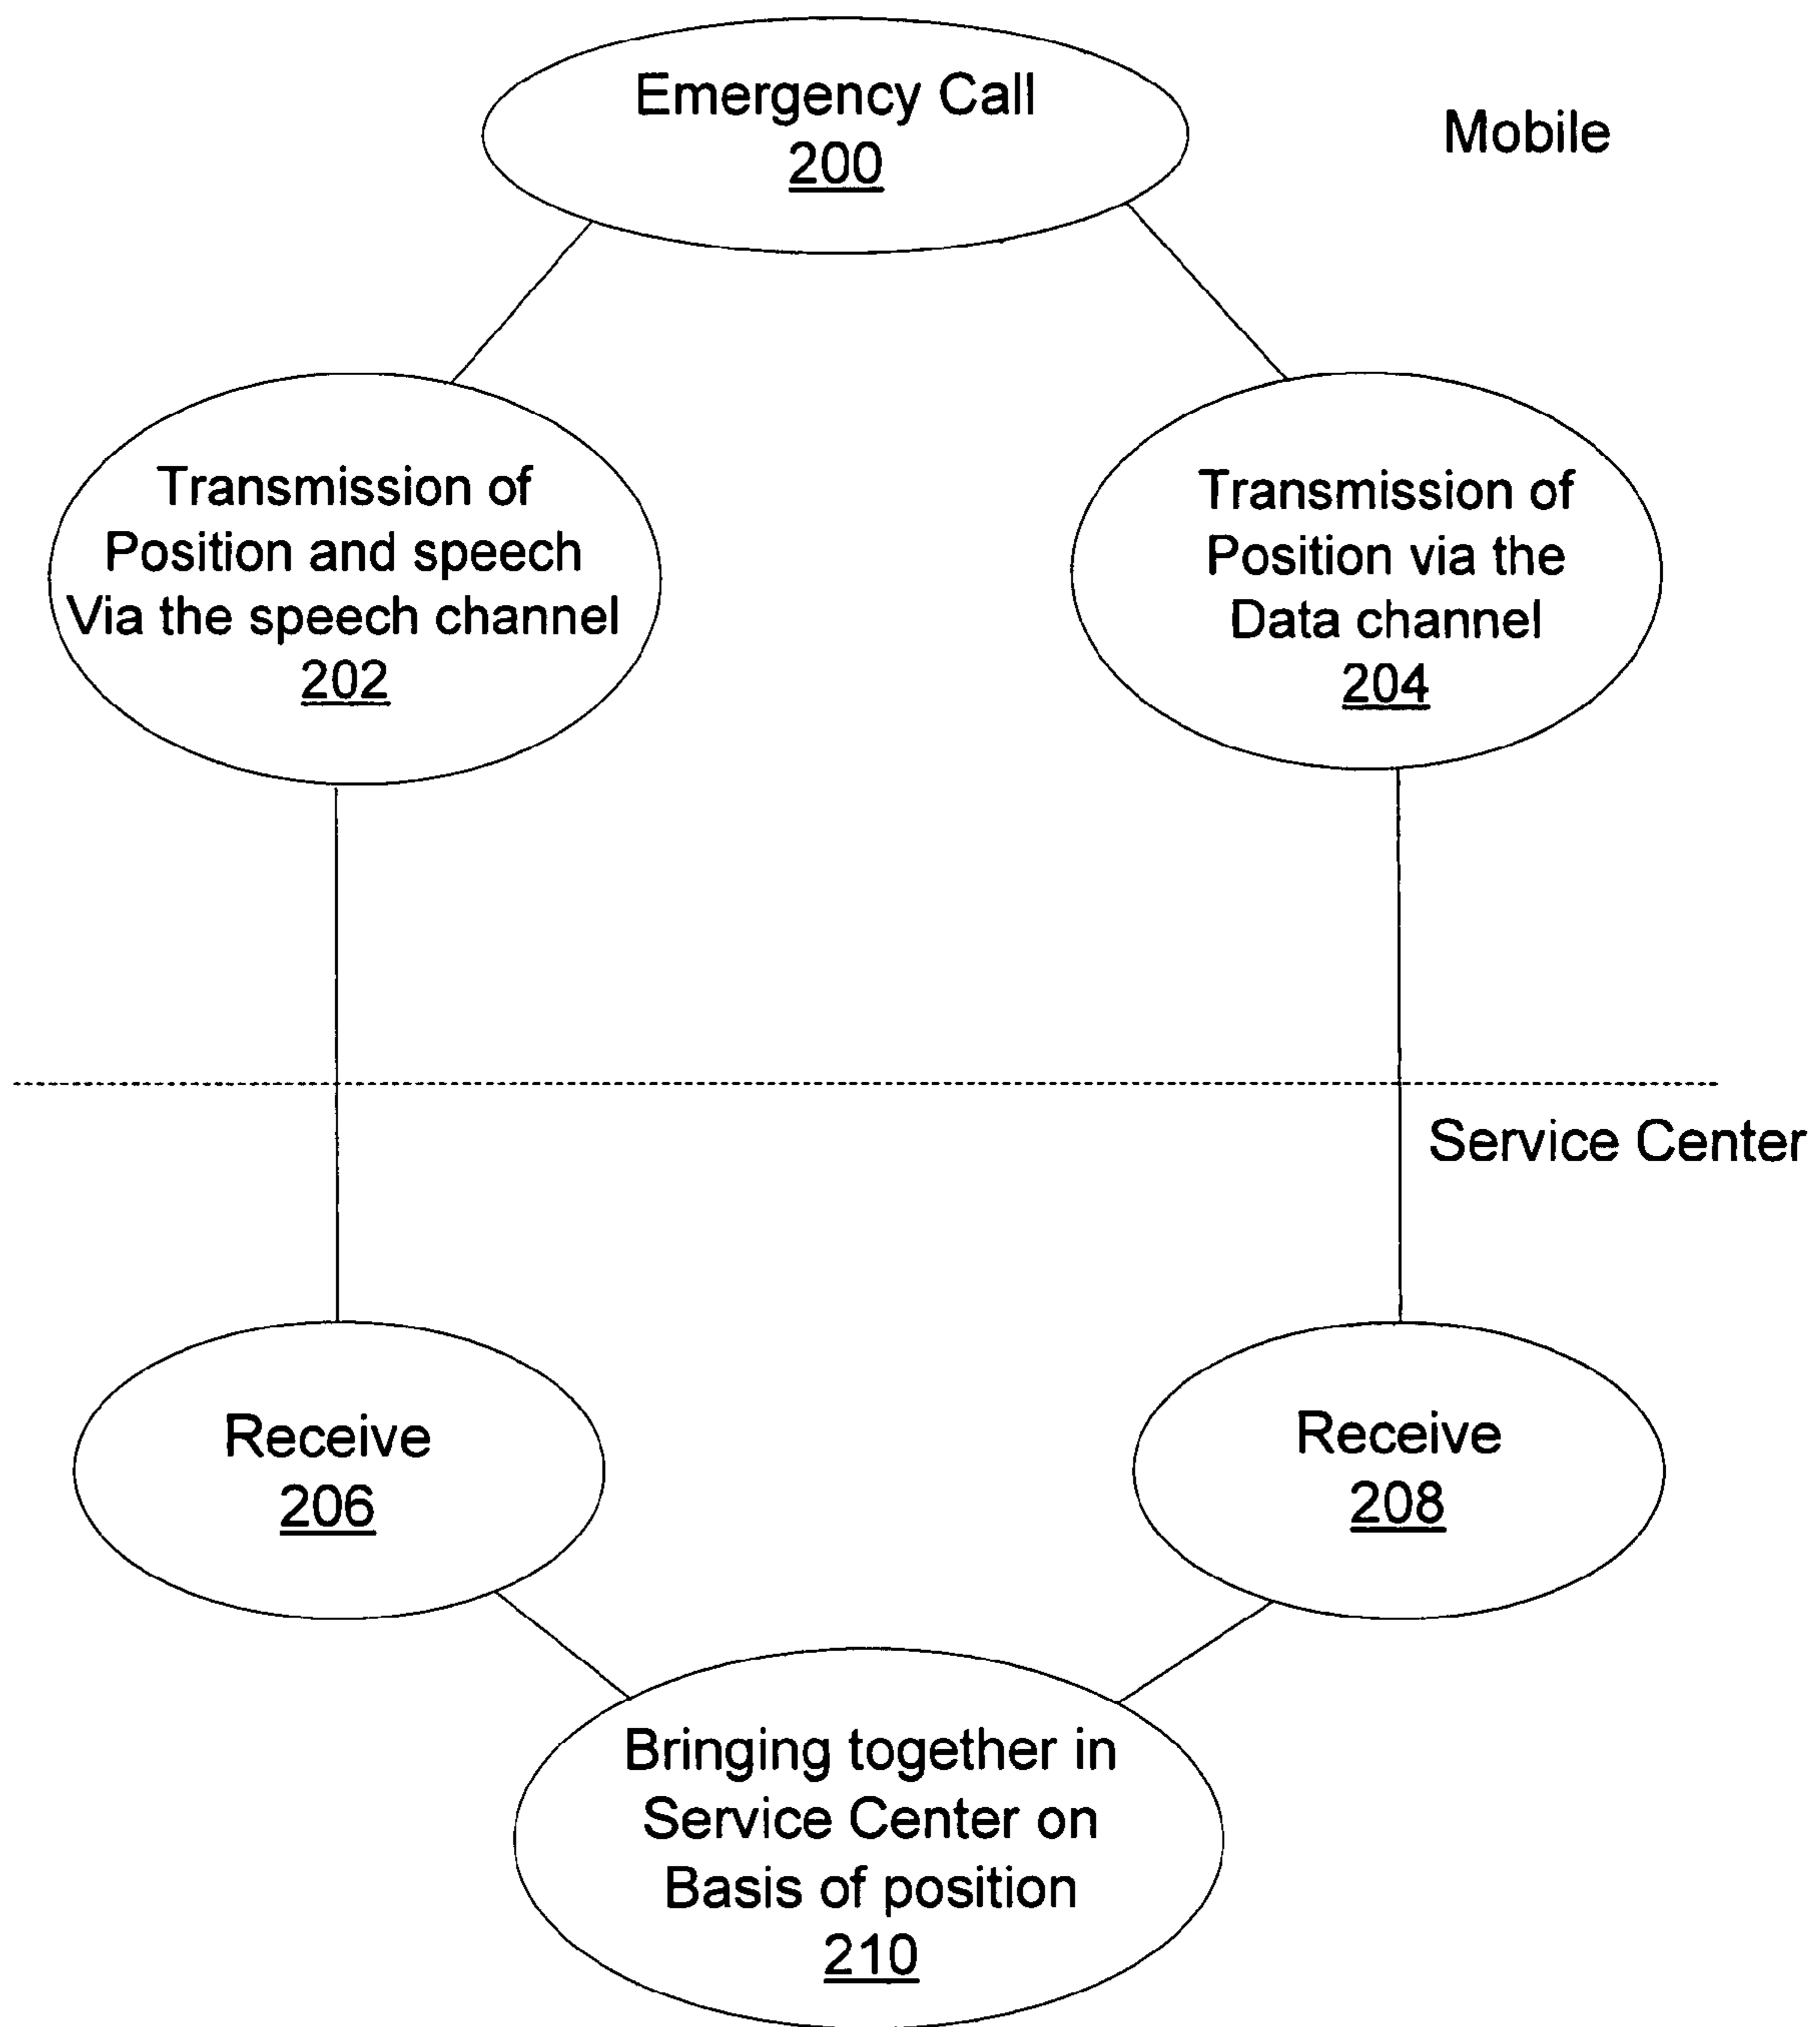 Emergency Call
200
Mobile
Transmission of
Position and speech
Via the speech channel
202
Transmission of
Position via the
Data channel
204
Service Center
Receive
206
Receive
208
Bringing together in
Service Center on
Basis of position
210